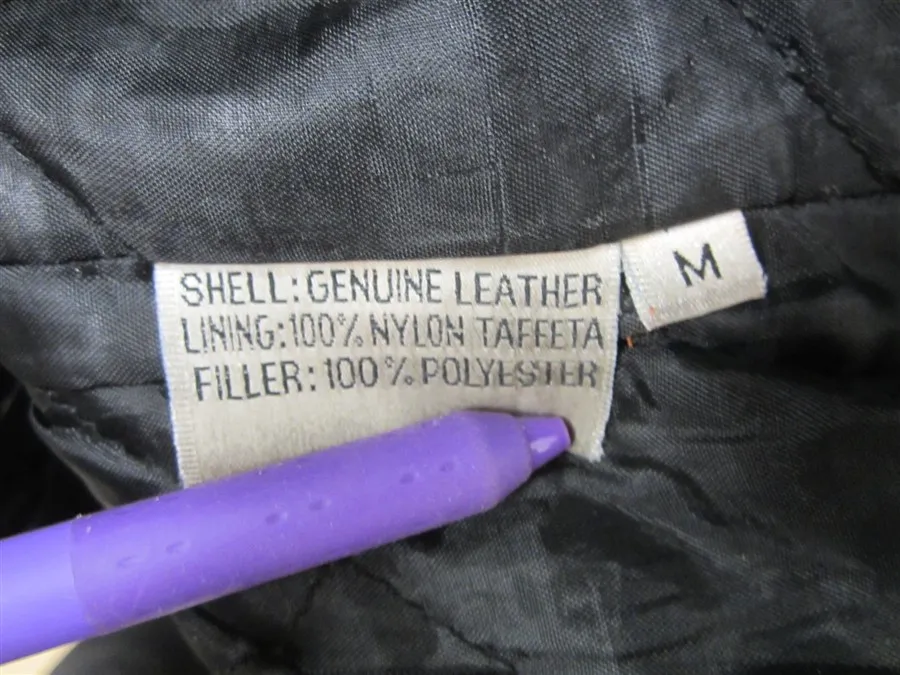 SHELL: GENUINE LEATHER
LINING: 100% NYLON TAFFETA
FILLER: 100% POLYESTER
M